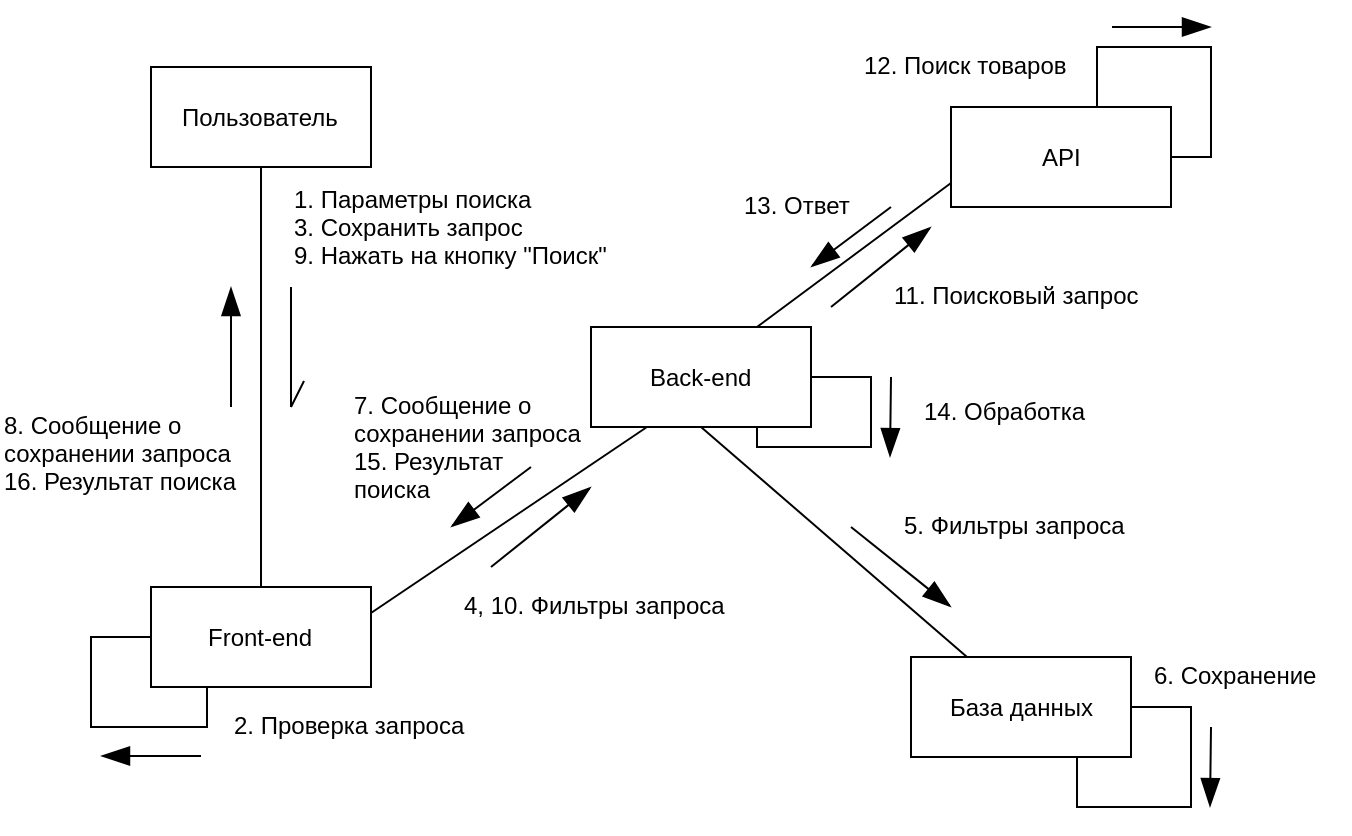 12. Поиск товаров
Пользователь
API
1. Параметры поиска
3. Сохранить запрос
9. Нажать на кнопку "Поиск"
13. Ответ
11. Поисковый запрос
Back-end
7. Сообщение о
сохранении запроса
15. Результат
поиска
14. Обработка
8. Сообщение о
сохранении запроса
16. Результат поиска
5. Фильтры запроса
4, 10. Фильтры запроса
Front-end
6. Сохранение
База данных
2. Проверка запроса